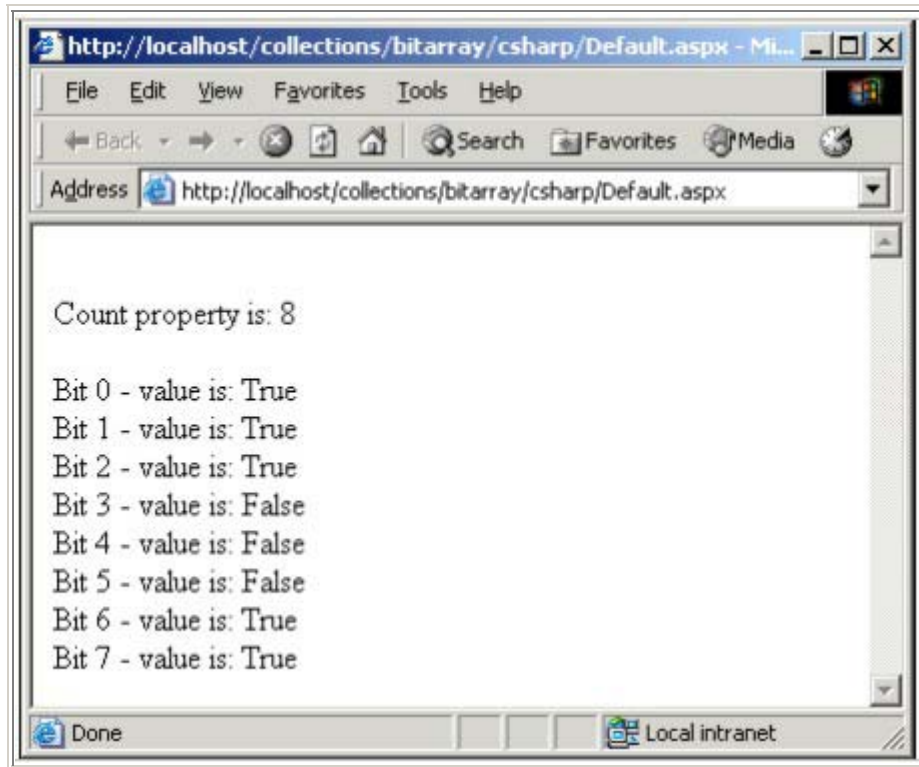 http://localhost/collections/bitarray/csharp/Default.aspx - Mi...
File Edit View Favorites Tools Help
Back Search Favorites Media
Address http://localhost/collections/bitarray/csharp/Default.aspx
Count property is: 8
Bit 0 - value is: True
Bit 1 - value is: True
Bit 2 - value is: True
Bit 3 - value is: False
Bit 4 - value is: False
Bit 5 - value is: False
Bit 6 - value is: True
Bit 7 - value is: True
Done Local intranet